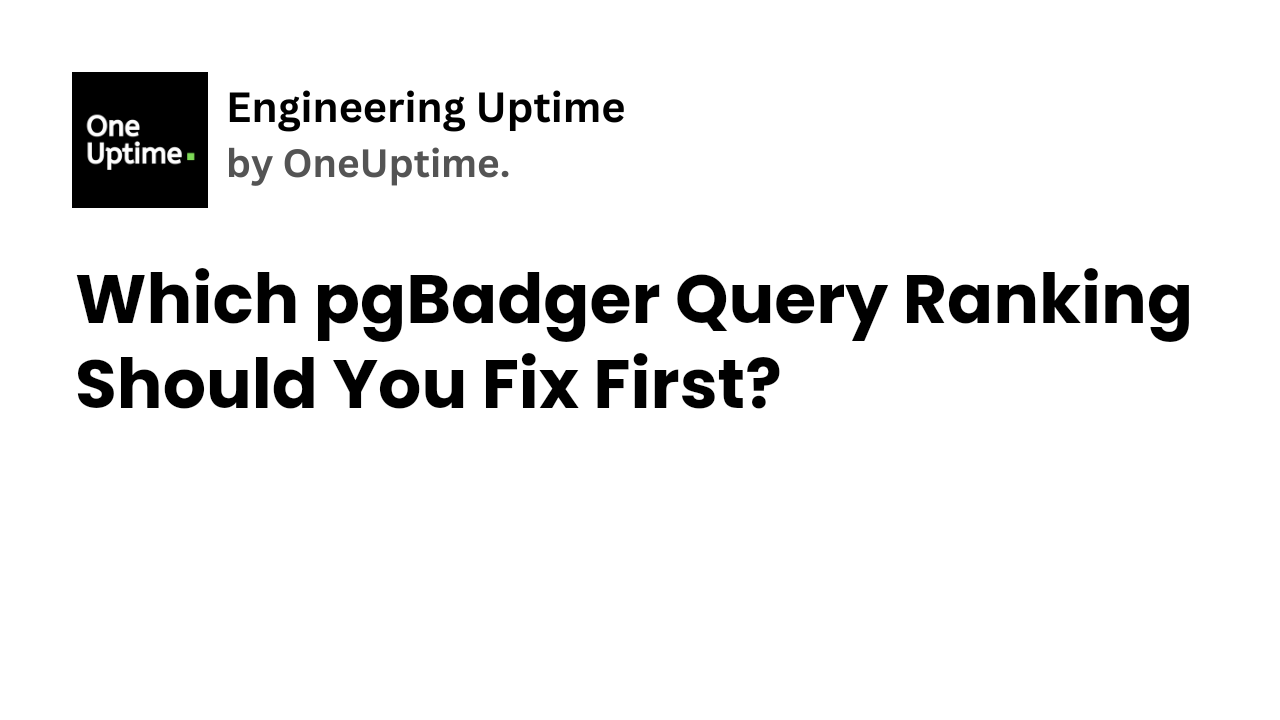 One
Uptime.
Engineering Uptime
by OneUptime.
Which pgBadger Query Ranking
Should You Fix First?